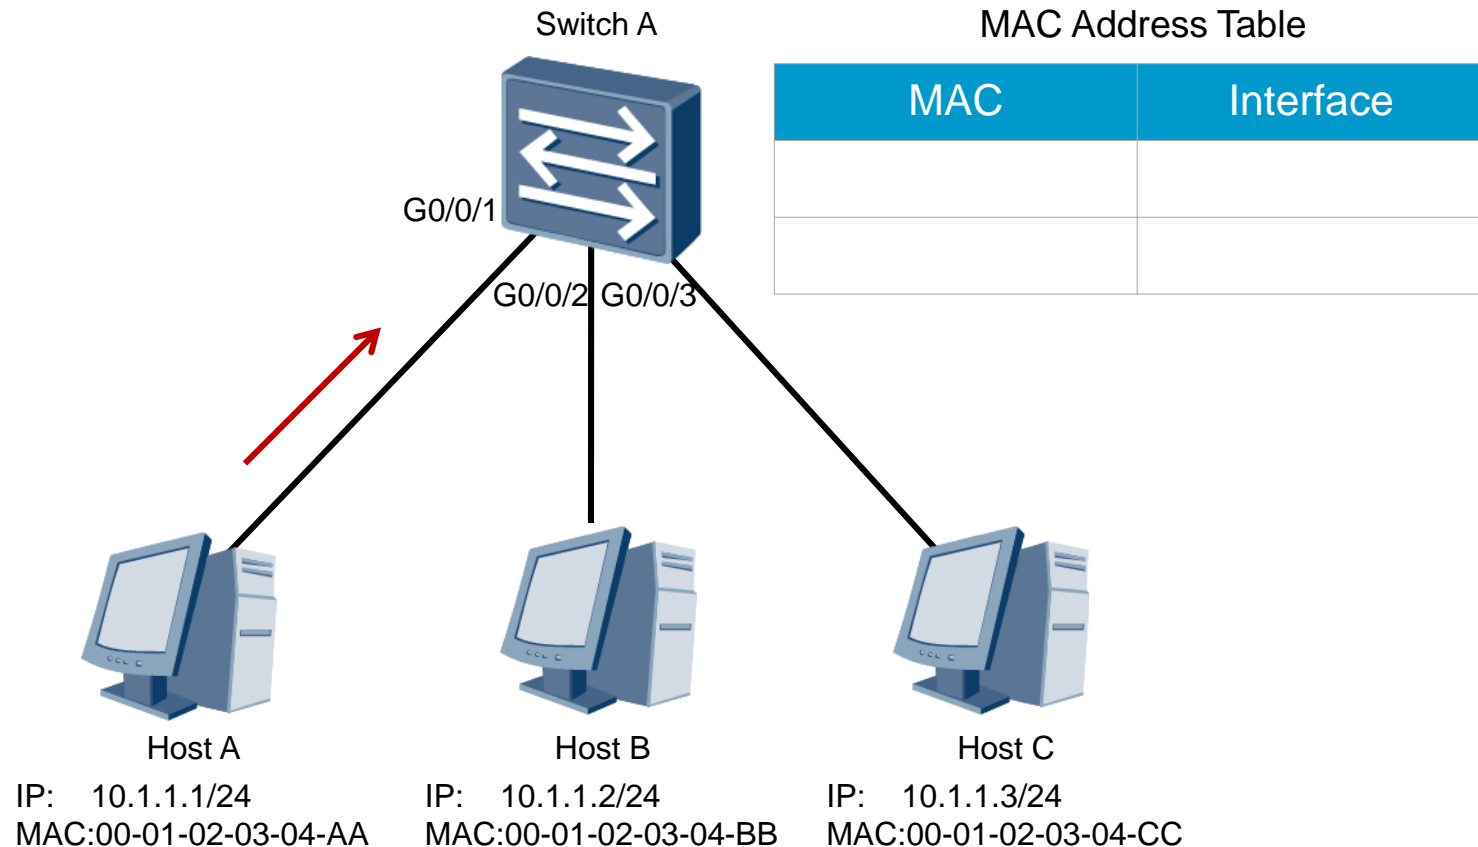 Switch A
MAC Address Table
MAC Interface
G0/0/1
G0/0/2 G0/0/3
Host A Host B Host C
IP: 10.1.1.1/24 IP: 10.1.1.2/24 IP: 10.1.1.3/24
MAC:00-01-02-03-04-AA MAC:00-01-02-03-04-BB MAC:00-01-02-03-04-CC